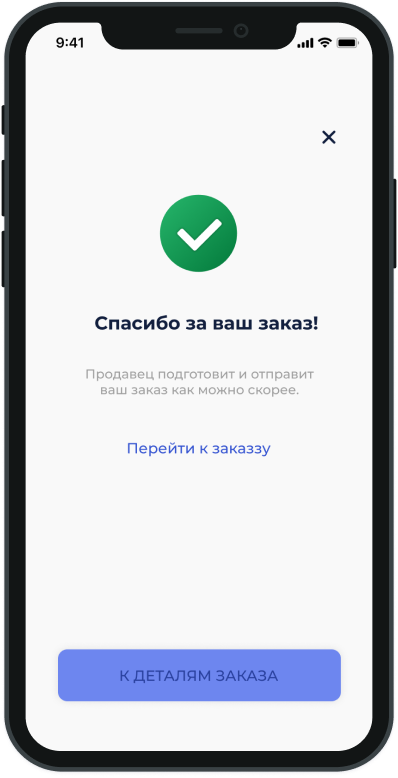 9:41
Спасибо за ваш заказ!
Продавец подготовит и отправит
ваш заказ как можно скорее.
Перейти к заказзу
К ДЕТАЛЯМ ЗАКАЗА